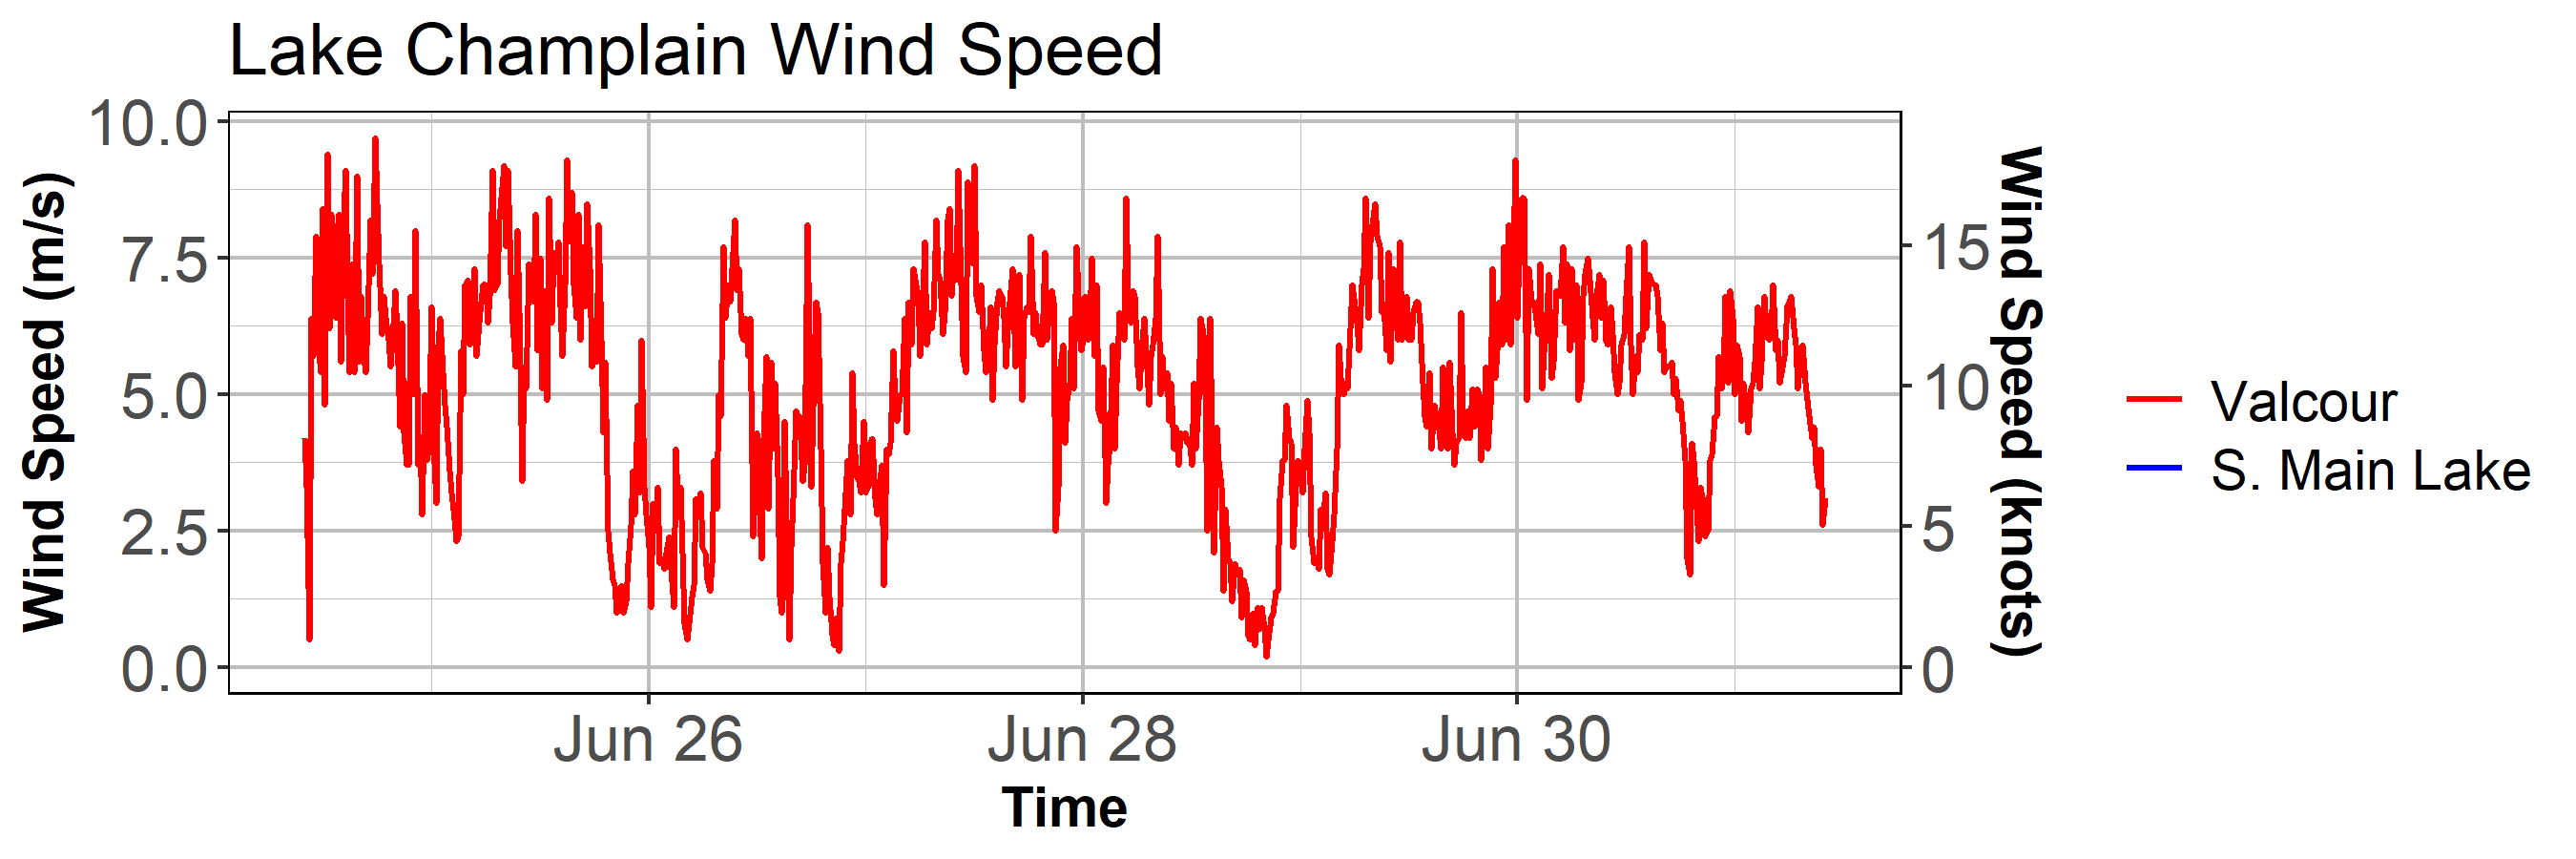 Lake Champlain Wind Speed
Wind Speed (m/s)
10.0
7.5
5.0
2.5
0.0
15
10
5
0
Wind Speed (knots)
Jun 26
Jun 28
Jun 30
Time
Valcour
S. Main Lake